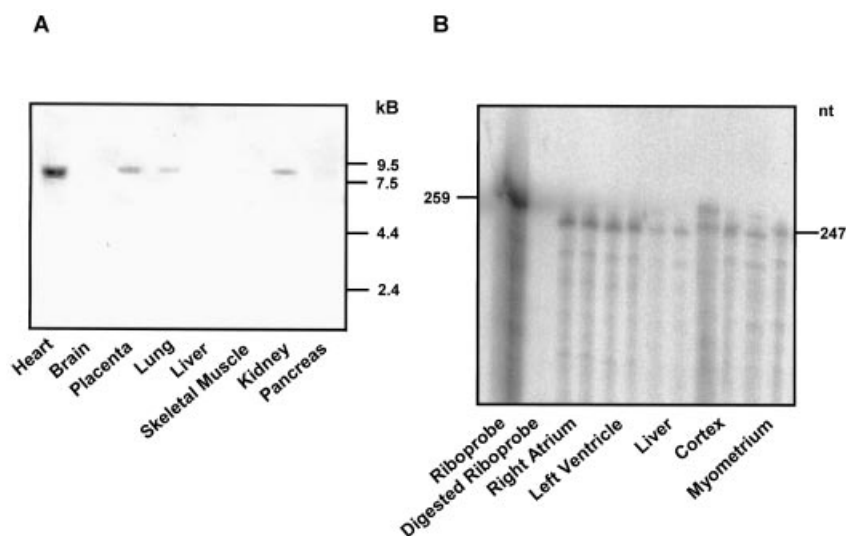 A
kB
9.5
7.5
4.4
2.4
Heart
Brain
Placenta
Lung
Liver
Skeletal Muscle
Kidney
Pancreas
B
nt
259
247
Riboprobe
Digested Riboprobe
Right Atrium
Left Ventricle
Liver
Cortex
Myometrium